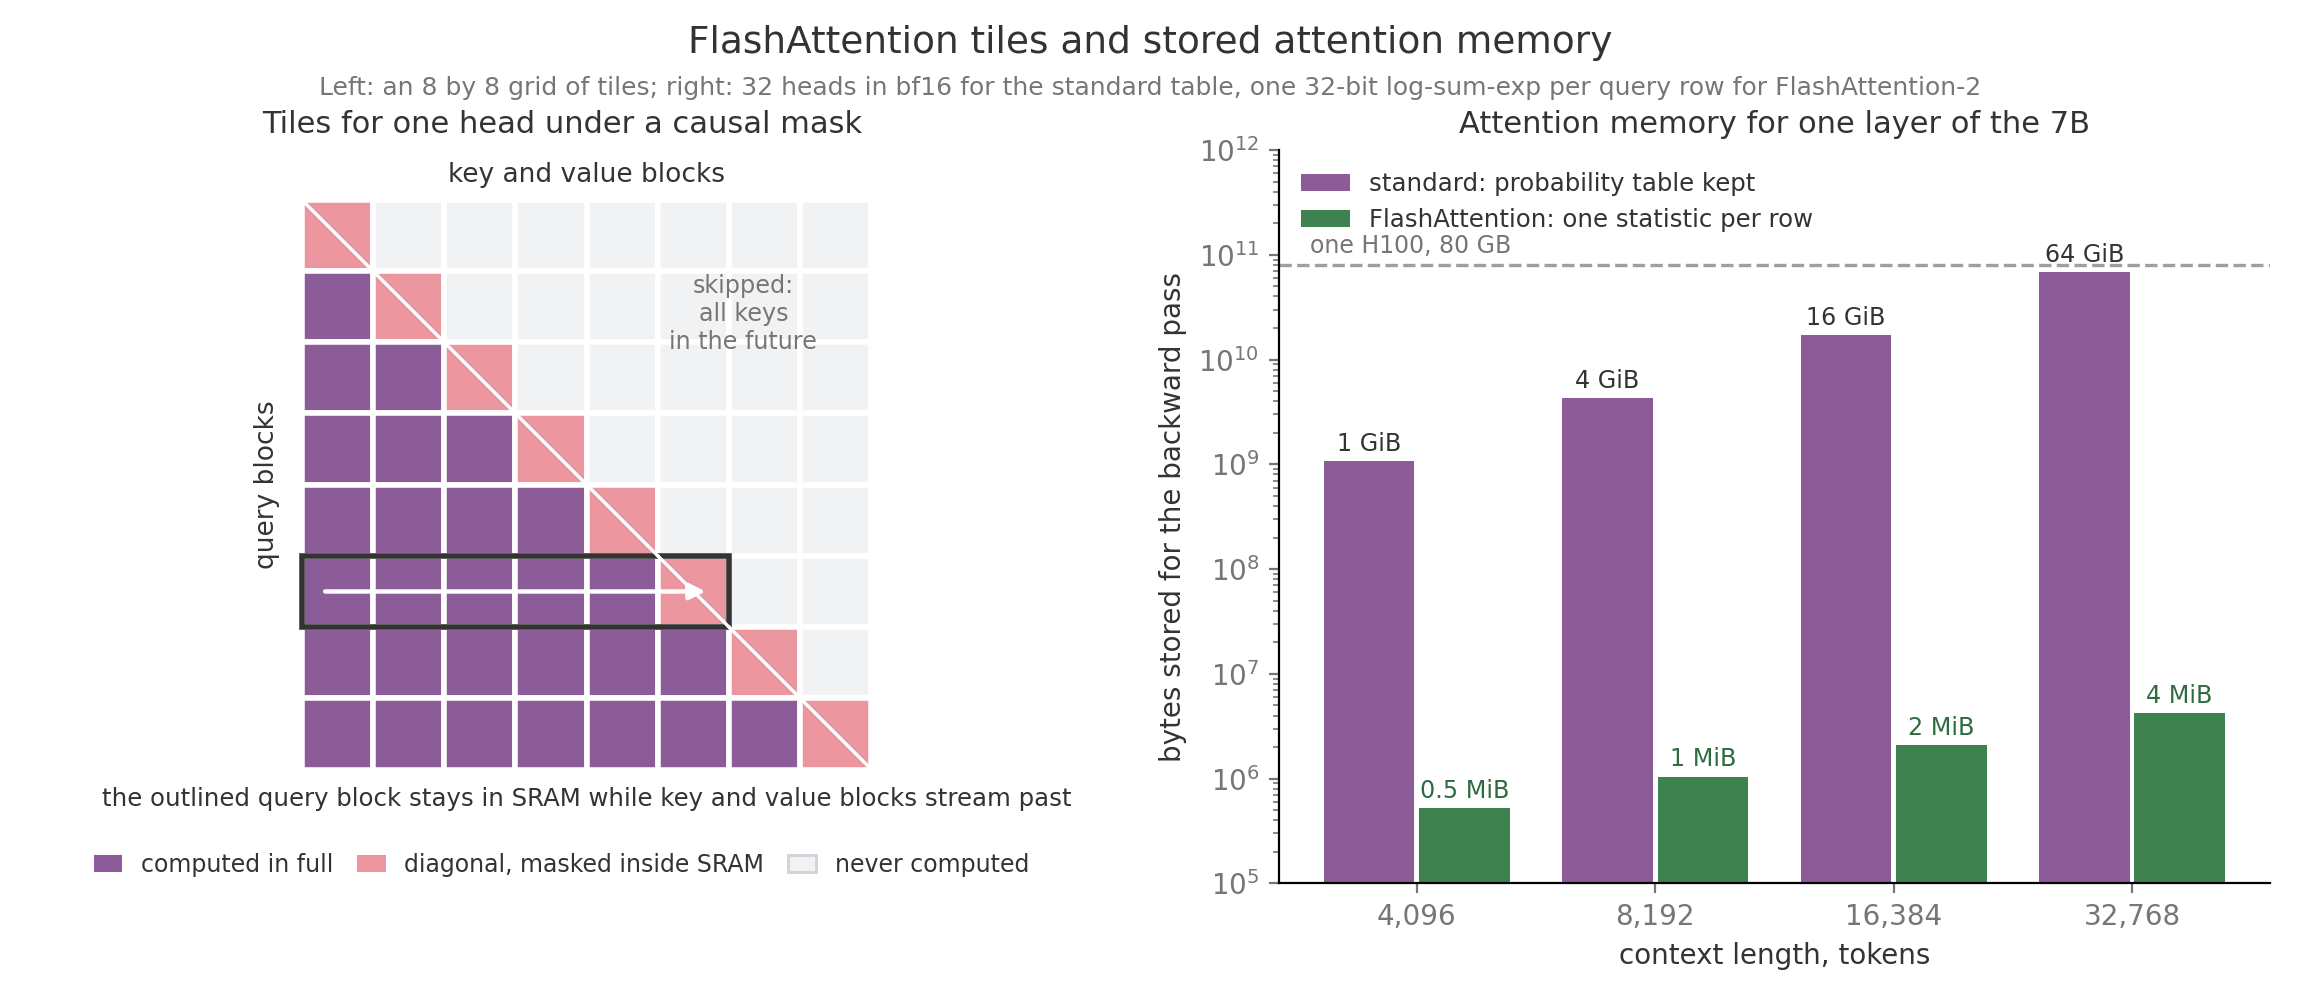 FlashAttention tiles and stored attention memory
Left: an 8 by 8 grid of tiles; right: 32 heads in bf16 for the standard table, one 32-bit log-sum-exp per query row for FlashAttention-2
Tiles for one head under a causal mask
key and value blocks
query blocks
skipped:
all keys
in the future
the outlined query block stays in SRAM while key and value blocks stream past
computed in full
diagonal, masked inside SRAM
never computed
Attention memory for one layer of the 7B
standard: probability table kept
FlashAttention: one statistic per row
one H100, 80 GB
bytes stored for the backward pass
10¹²
10¹¹
10¹⁰
10⁹
10⁸
10⁷
10⁶
10⁵
1 GiB
4 GiB
16 GiB
64 GiB
0.5 MiB
1 MiB
2 MiB
4 MiB
4,096
8,192
16,384
32,768
context length, tokens